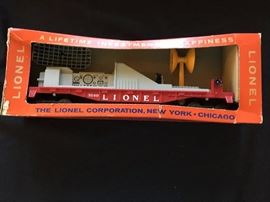 A LIFETIME INVESTMENT IN HAPPINESS
LIONEL
LIONEL
LIONEL
THE LIONEL CORPORATION, NEW YORK • CHICAGO